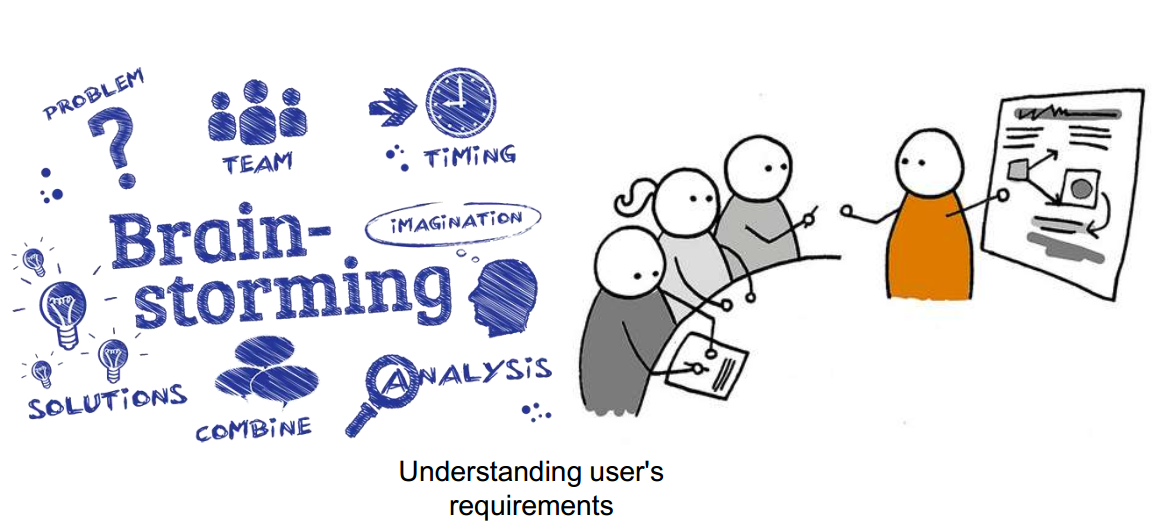 PROBLEM
TEAM
TiMiNG
iMAGiNATiON
Brain-
storming
SOLUTiONS
COMBiNE
ANALYSiS
Understanding user's
requirements